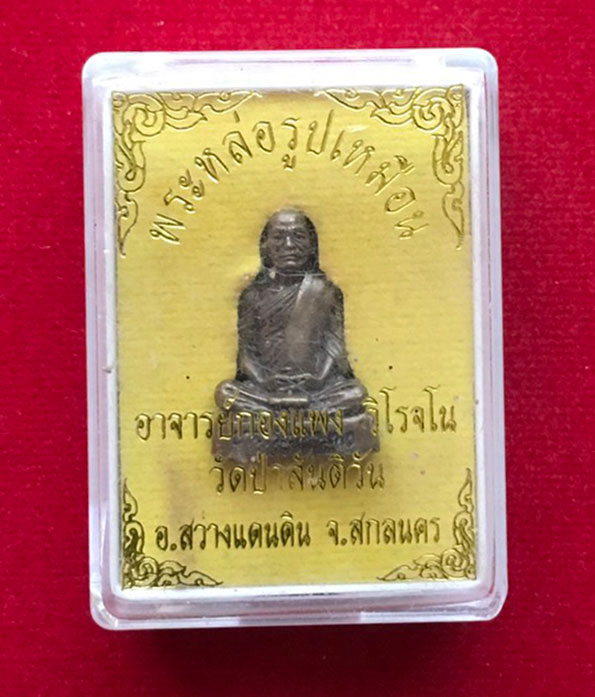 พระหล่อรูปเหมือน
อาจารย์กองแพง วิโรจโน
วัดป่าสันติวัน
อ.สว่างแดนดิน จ.สกลนคร